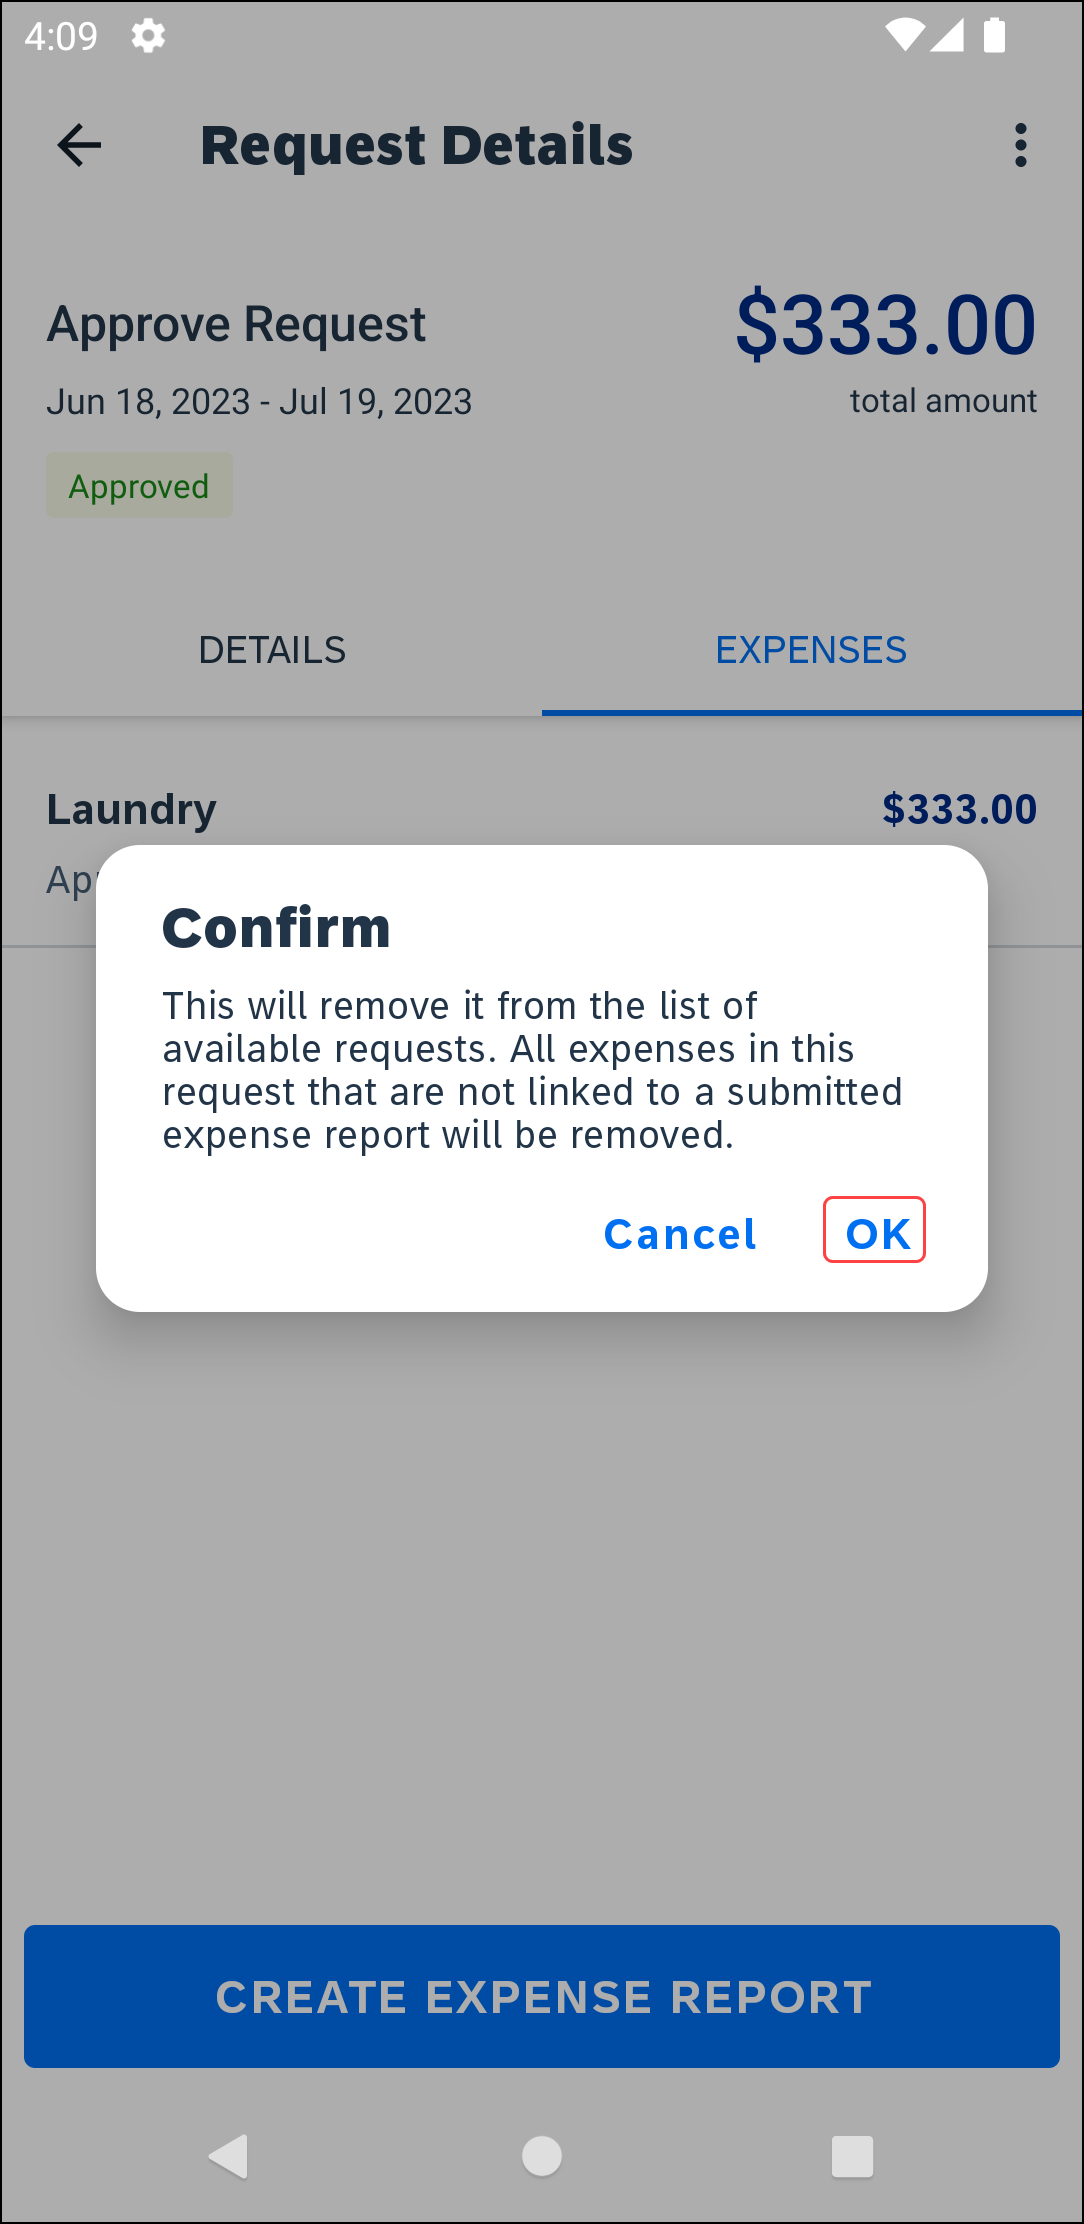 4:09
Request Details
Approve Request
$333.00
Jun 18, 2023 - Jul 19, 2023
total amount
Approved
DETAILS
EXPENSES
Laundry
$333.00
Confirm
This will remove it from the list of
available requests. All expenses in this
request that are not linked to a submitted
expense report will be removed.
Cancel
OK
CREATE EXPENSE REPORT